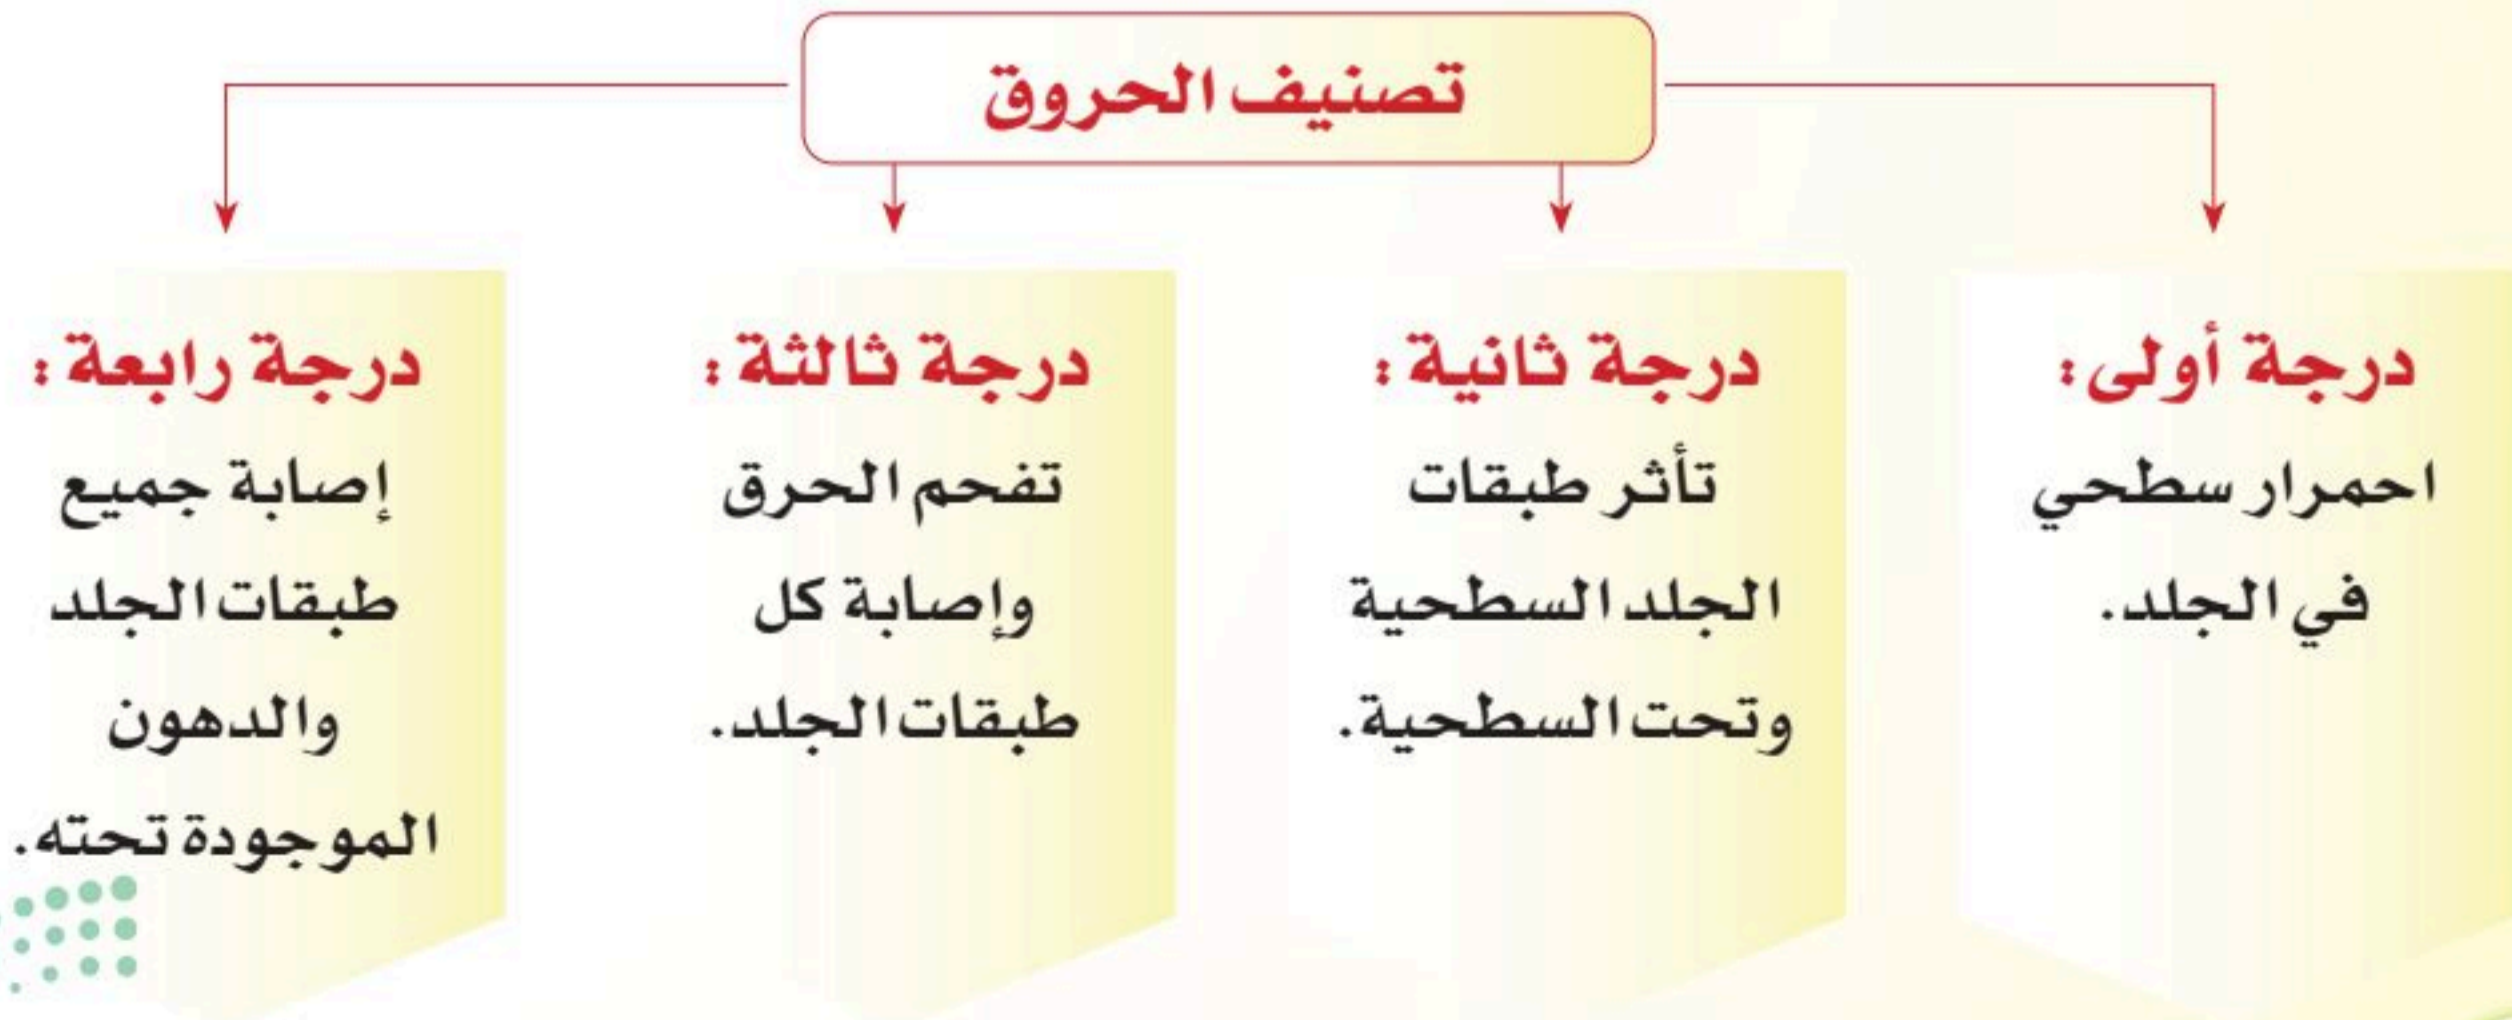 تصنيف الحروق
درجة أولى:
احمرار سطحي
في الجلد.
درجة ثانية:
تأثر طبقات
الجلد السطحية
وتحت السطحية.
درجة ثالثة:
تفحم الحرق
وإصابة كل
طبقات الجلد.
درجة رابعة:
إصابة جميع
طبقات الجلد
والدهون
الموجودة تحته.